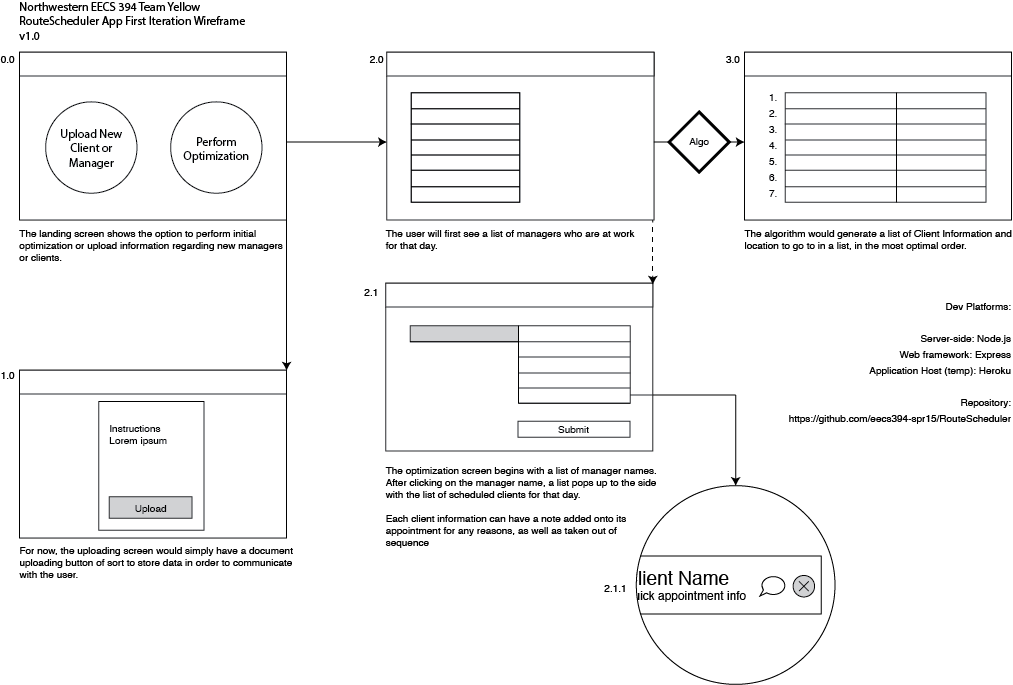 Northwestern EECS 394 Team Yellow
RouteScheduler App First Iteration Wireframe
v1.0
0.0
Upload New
Client or
Manager
Perform
Optimization
The landing screen shows the option to perform initial
optimization or upload information regarding new managers
or clients.
2.0
The user will first see a list of managers who are at work
for that day.
Algo
3.0
1.
2.
3.
4.
5.
6.
7.
The algorithm would generate a list of Client Information and
location to go to in a list, in the most optimal order.
2.1
Submit
The optimization screen begins with a list of manager names.
After clicking on the manager name, a list pops up to the side
with the list of scheduled clients for that day.
Each client information can have a note added onto its
appointment for any reasons, as well as taken out of
sequence
Dev Platforms:
Server-side: Node.js
Web framework: Express
Application Host (temp): Heroku
Repository:
https://github.com/eecs394-spr15/RouteScheduler
1.0
Instructions
Lorem ipsum
Upload
For now, the uploading screen would simply have a document
uploading button of sort to store data in order to communicate
with the user.
2.1.1
lient Name
uick appointment info